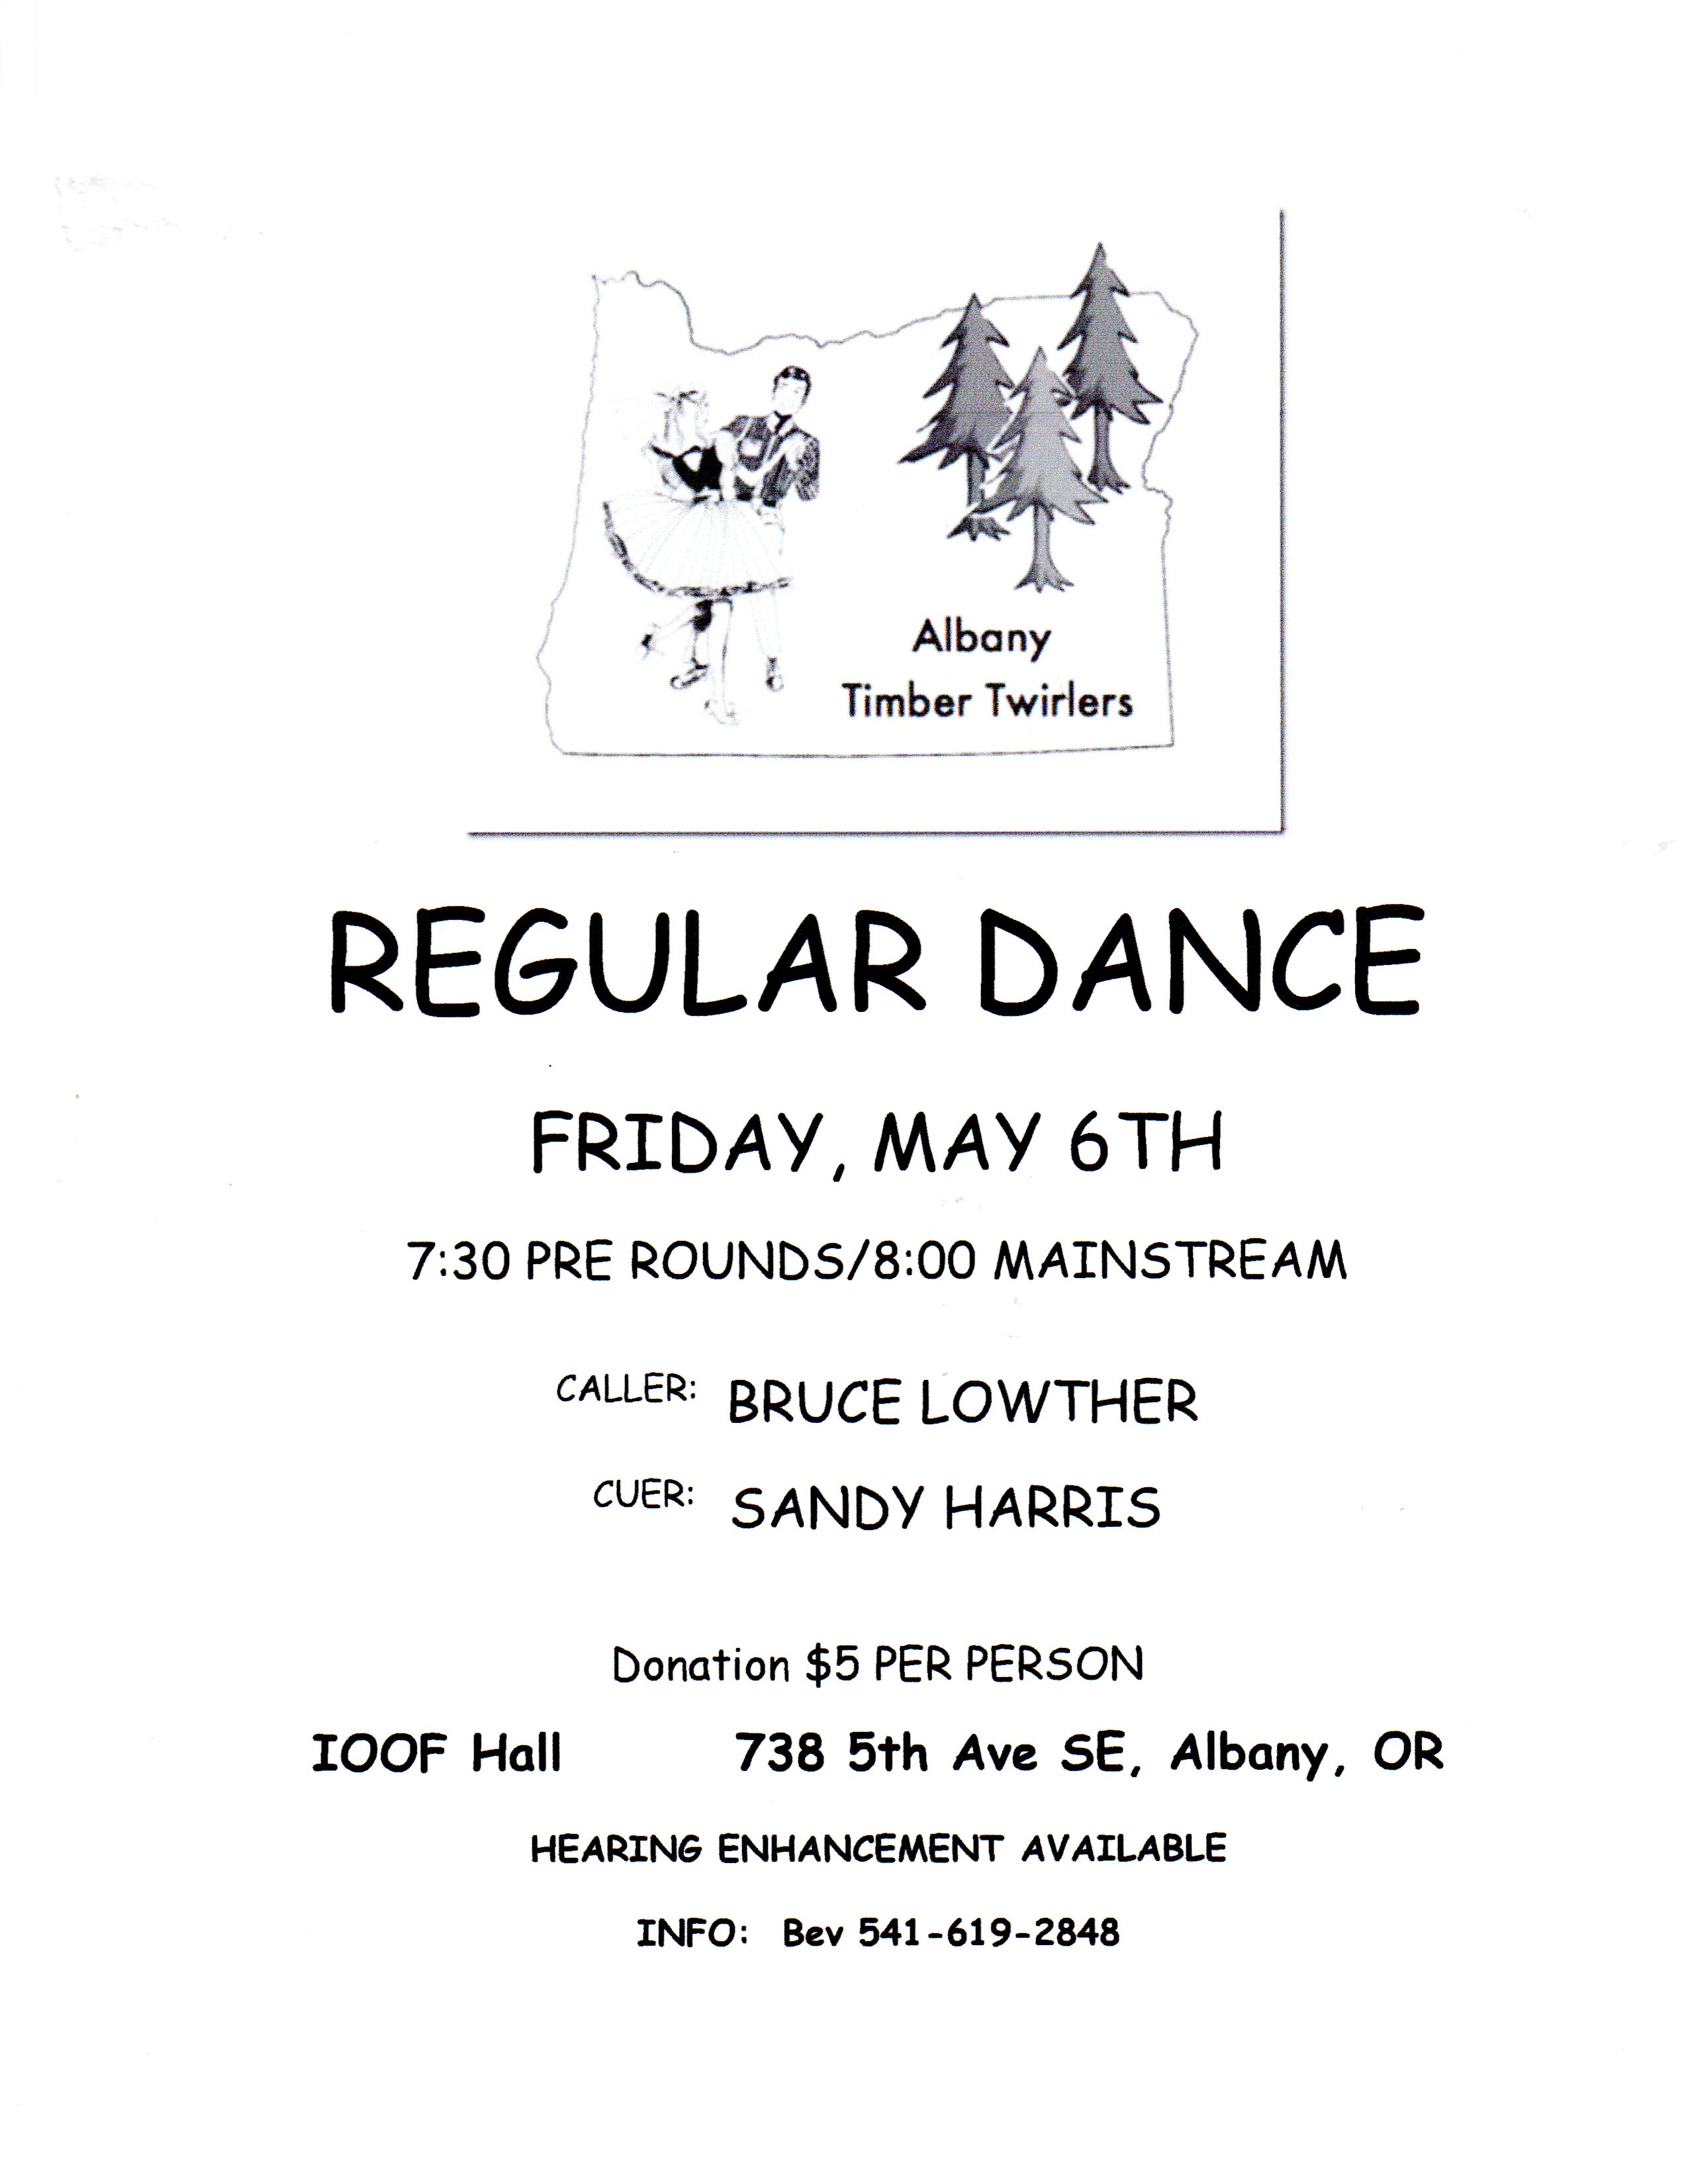 Albany
Timber Twirlers
REGULAR DANCE
FRIDAY, MAY 6TH
7:30 PRE ROUNDS/8:00 MAINSTREAM
CALLER: BRUCE LOWTHER
CUER: SANDY HARRIS
Donation $5 PER PERSON
IOOF Hall 738 5th Ave SE, Albany, OR
HEARING ENHANCEMENT AVAILABLE
INFO: Bev 541-619-2848